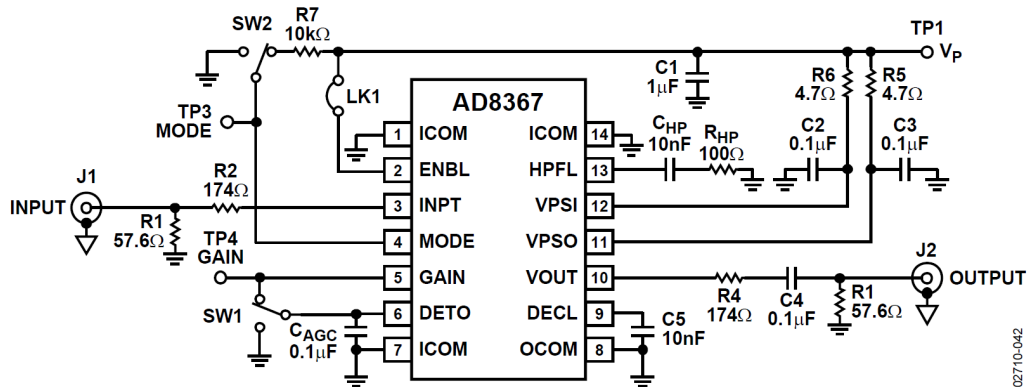 SW2
R7
10kΩ
TP1
VP
LK1
C1
1μF
R6
4.7Ω
R5
4.7Ω
TP3
MODE
AD8367
CHP
10nF
RHP
100Ω
C2
0.1μF
C3
0.1μF
1 ICOM ICOM 14
2 ENBL HPFL 13
3 INPT VPSI 12
4 MODE VPSO 11
5 GAIN VOUT 10
6 DETO DECL 9
7 ICOM OCOM 8
J1
INPUT
R2
174Ω
R1
57.6Ω
TP4
GAIN
SW1
CAGC
0.1μF
C5
10nF
R4
174Ω
C4
0.1μF
R1
57.6Ω
J2
OUTPUT
02710-042